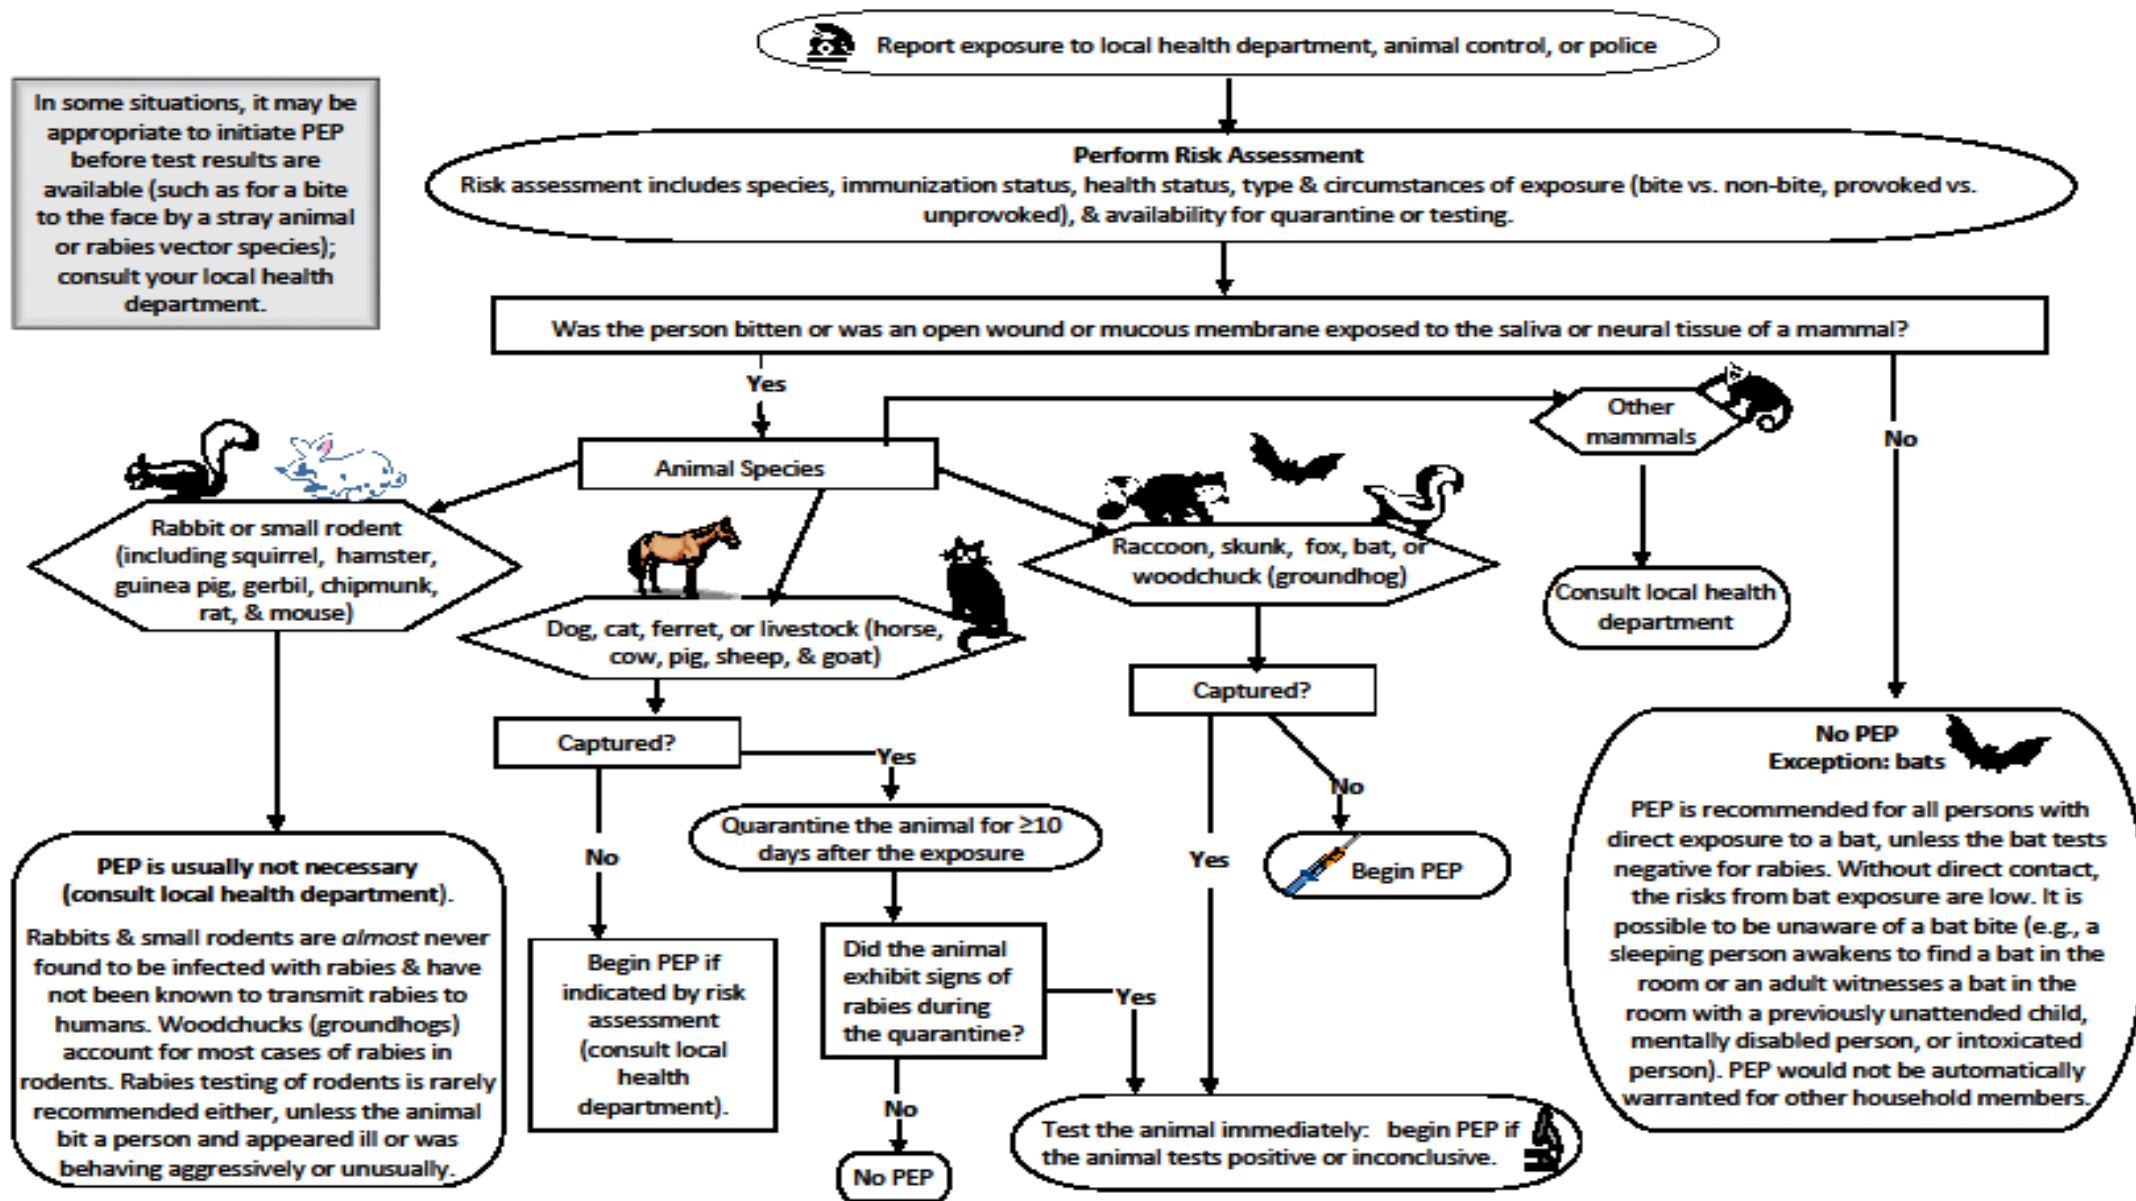 Report exposure to local health department, animal control, or police
In some situations, it may be
appropriate to initiate PEP
before test results are
available (such as for a bite
to the face by a stray animal
or rabies vector species);
consult your local health
department.
Perform Risk Assessment
Risk assessment includes species, immunization status, health status, type & circumstances of exposure (bite vs. non-bite, provoked vs.
unprovoked), & availability for quarantine or testing.
Was the person bitten or was an open wound or mucous membrane exposed to the saliva or neural tissue of a mammal?
Yes
No
Animal Species
Other
mammals
Consult local health
department
Rabbit or small rodent
(including squirrel, hamster,
guinea pig, gerbil, chipmunk,
rat, & mouse)
Dog, cat, ferret, or livestock (horse,
cow, pig, sheep, & goat)
Raccoon, skunk, fox, bat, or
woodchuck (groundhog)
Captured?
Yes
No
Captured?
Yes
No
Begin PEP
Quarantine the animal for ≥10
days after the exposure
PEP is usually not necessary
(consult local health department).
Rabbits & small rodents are almost never
found to be infected with rabies & have
not been known to transmit rabies to
humans. Woodchucks (groundhogs)
account for most cases of rabies in
rodents. Rabies testing of rodents is rarely
recommended either, unless the animal
bit a person and appeared ill or was
behaving aggressively or unusually.
Begin PEP if
indicated by risk
assessment
(consult local
health
department).
Did the animal
exhibit signs of
rabies during
the quarantine?
Yes
No
No PEP
Test the animal immediately: begin PEP if
the animal tests positive or inconclusive.
No PEP
Exception: bats
PEP is recommended for all persons with
direct exposure to a bat, unless the bat tests
negative for rabies. Without direct contact,
the risks from bat exposure are low. It is
possible to be unaware of a bat bite (e.g., a
sleeping person awakens to find a bat in the
room or an adult witnesses a bat in the
room with a previously unattended child,
mentally disabled person, or intoxicated
person). PEP would not be automatically
warranted for other household members.